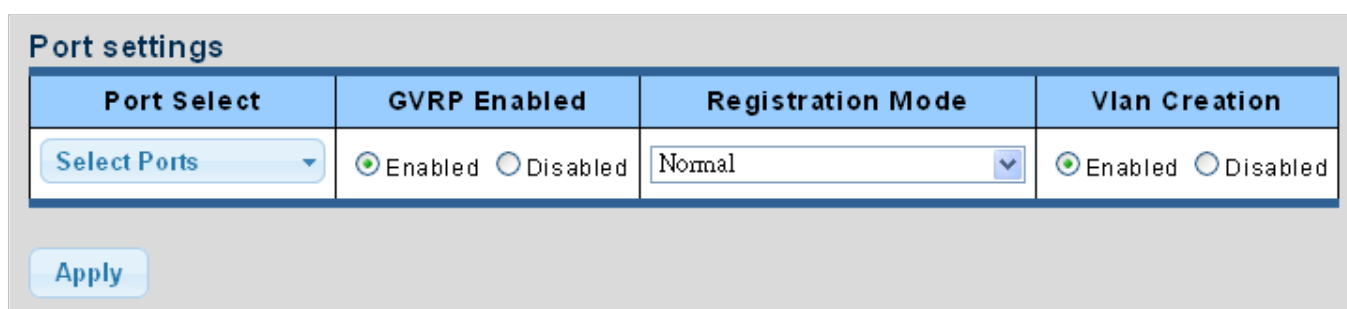 Port settings
Port Select GVRP Enabled Registration Mode Vlan Creation
Select Ports Enabled Disabled Normal Enabled Disabled
Apply